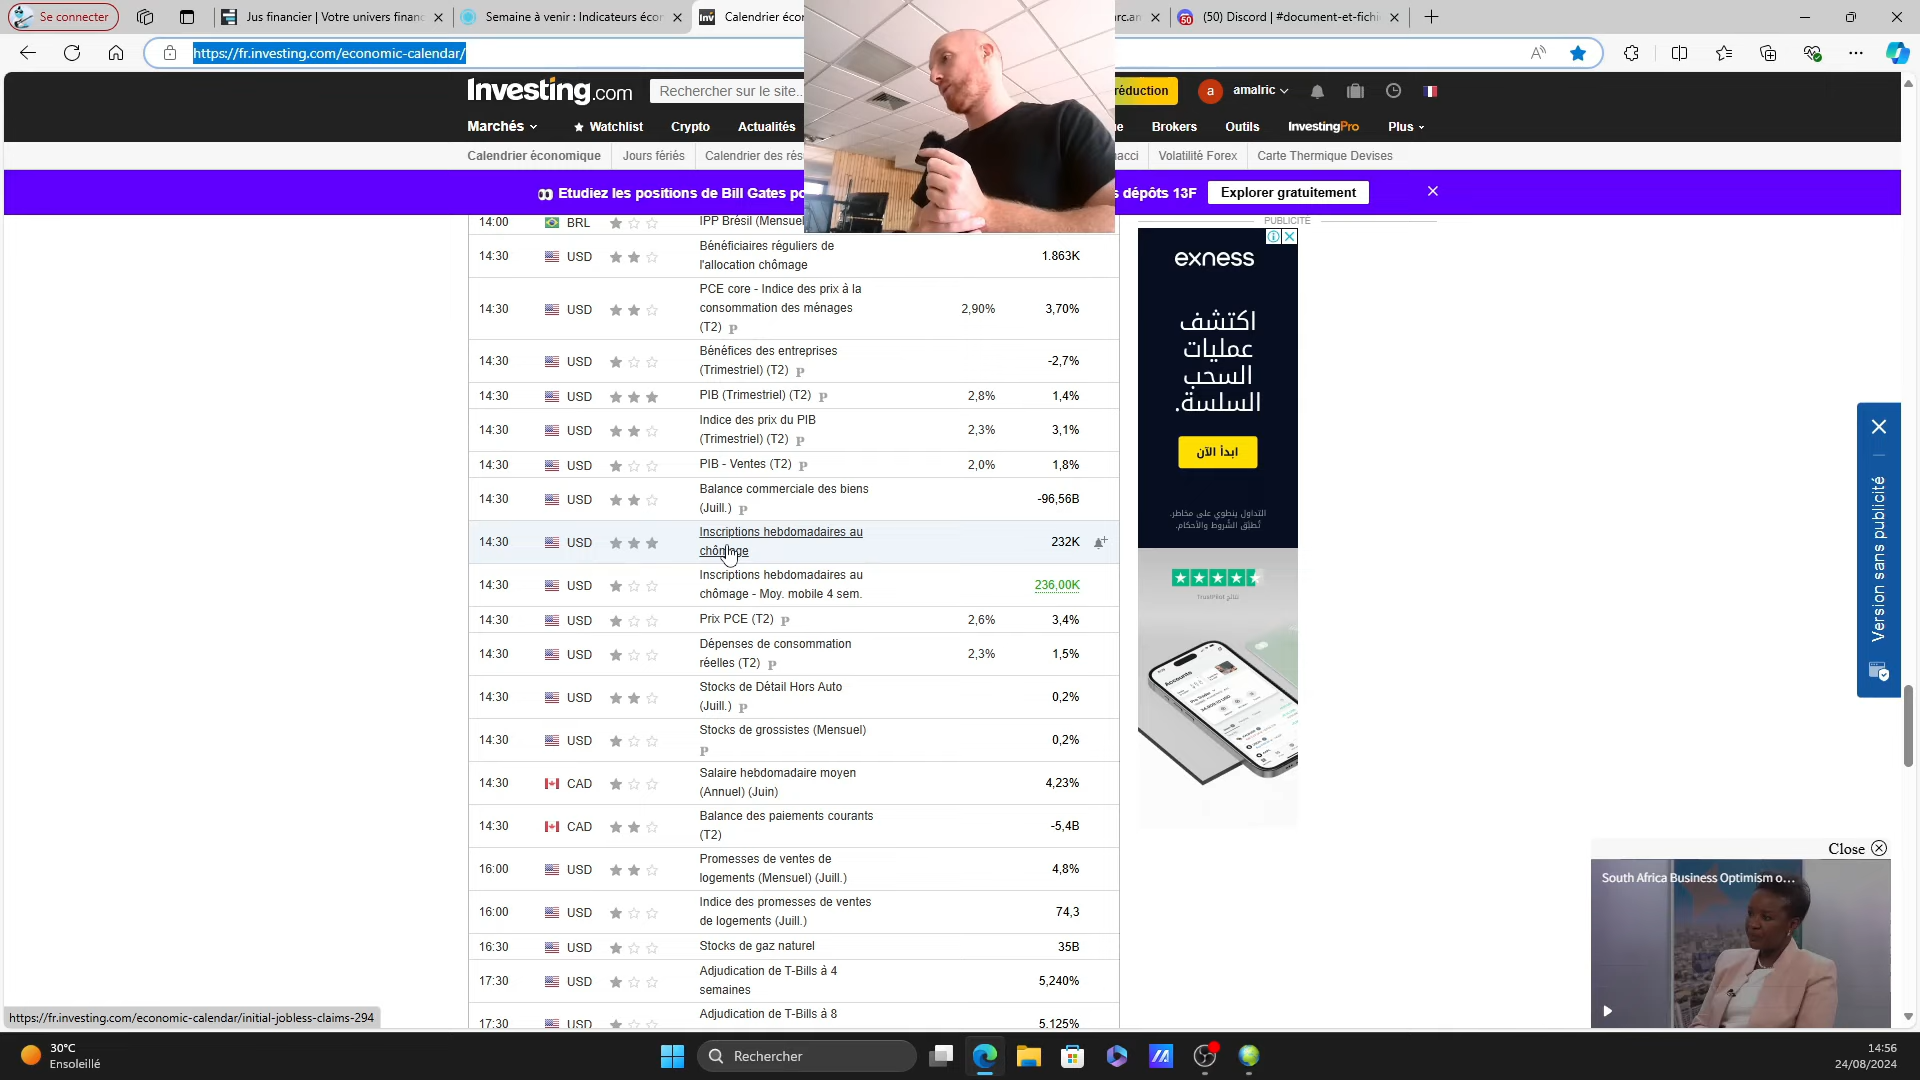 Se connecter
Jus financier | Votre univers finan
Semaine à venir : Indicateurs écor
Inv
Calendrier écor
arc.an
50
(50) Discord | #document-et-fichi
https://fr.investing.com/economic-calendar/
Investing.com
Rechercher sur le site..
réduction
a
amalric
Marchés
Watchlist
Crypto
Actualités
Brokers
Outils
InvestingPro
Plus
Calendrier économique
Jours fériés
Calendrier des rés
Volatilité Forex
Carte Thermique Devises
Etudiez les positions de Bill Gates
s dépôts 13F
Explorer gratuitement
PUBLICITÉ
14:00 BRL IPP Brésil (Mensuel
14:30 USD Bénéficiaires réguliers de
l'allocation chômage 1.863K
14:30 USD PCE core - Indice des prix à la
consommation des ménages 2,90% 3,70%
(T2) P
14:30 USD Bénéfices des entreprises
(Trimestriel) (T2) P -2,7%
14:30 USD PIB (Trimestriel) (T2) P 2,8% 1,4%
14:30 USD Indice des prix du PIB
(Trimestriel) (T2) P 2,3% 3,1%
14:30 USD PIB - Ventes (T2) P 2,0% 1,8%
14:30 USD Balance commerciale des biens
(Juill.) P -96,56B
14:30 USD Inscriptions hebdomadaires au
chômage 232K
14:30 USD Inscriptions hebdomadaires au
chômage - Moy. mobile 4 sem. 236,00K
14:30 USD Prix PCE (T2) P 2,6% 3,4%
14:30 USD Dépenses de consommation
réelles (T2) P 2,3% 1,5%
14:30 USD Stocks de Détail Hors Auto
(Juill.) P 0,2%
14:30 USD Stocks de grossistes (Mensuel)
P 0,2%
14:30 CAD Salaire hebdomadaire moyen
(Annuel) (Juin) 4,23%
14:30 CAD Balance des paiements courants
(T2) -5,4B
16:00 USD Promesses de ventes de
logements (Mensuel) (Juill.) 4,8%
16:00 USD Indice des promesses de ventes
de logements (Juill.) 74,3
16:30 USD Stocks de gaz naturel 35B
17:30 USD Adjudication de T-Bills à 4
semaines 5,240%
17:30 USD Adjudication de T-Bills à 8
5,125%
exness
اكتشف
عمليات
السحب
السلسة.
ابدأ الآن
التداول ينطوي على مخاطر.
تُطبّق الشروط والأحكام.
Accounts
Version sans publicité
Close
South Africa Business Optimism o...
https://fr.investing.com/economic-calendar/initial-jobless-claims-294
30°C
Ensoleillé
Rechercher
14:56
24/08/2024